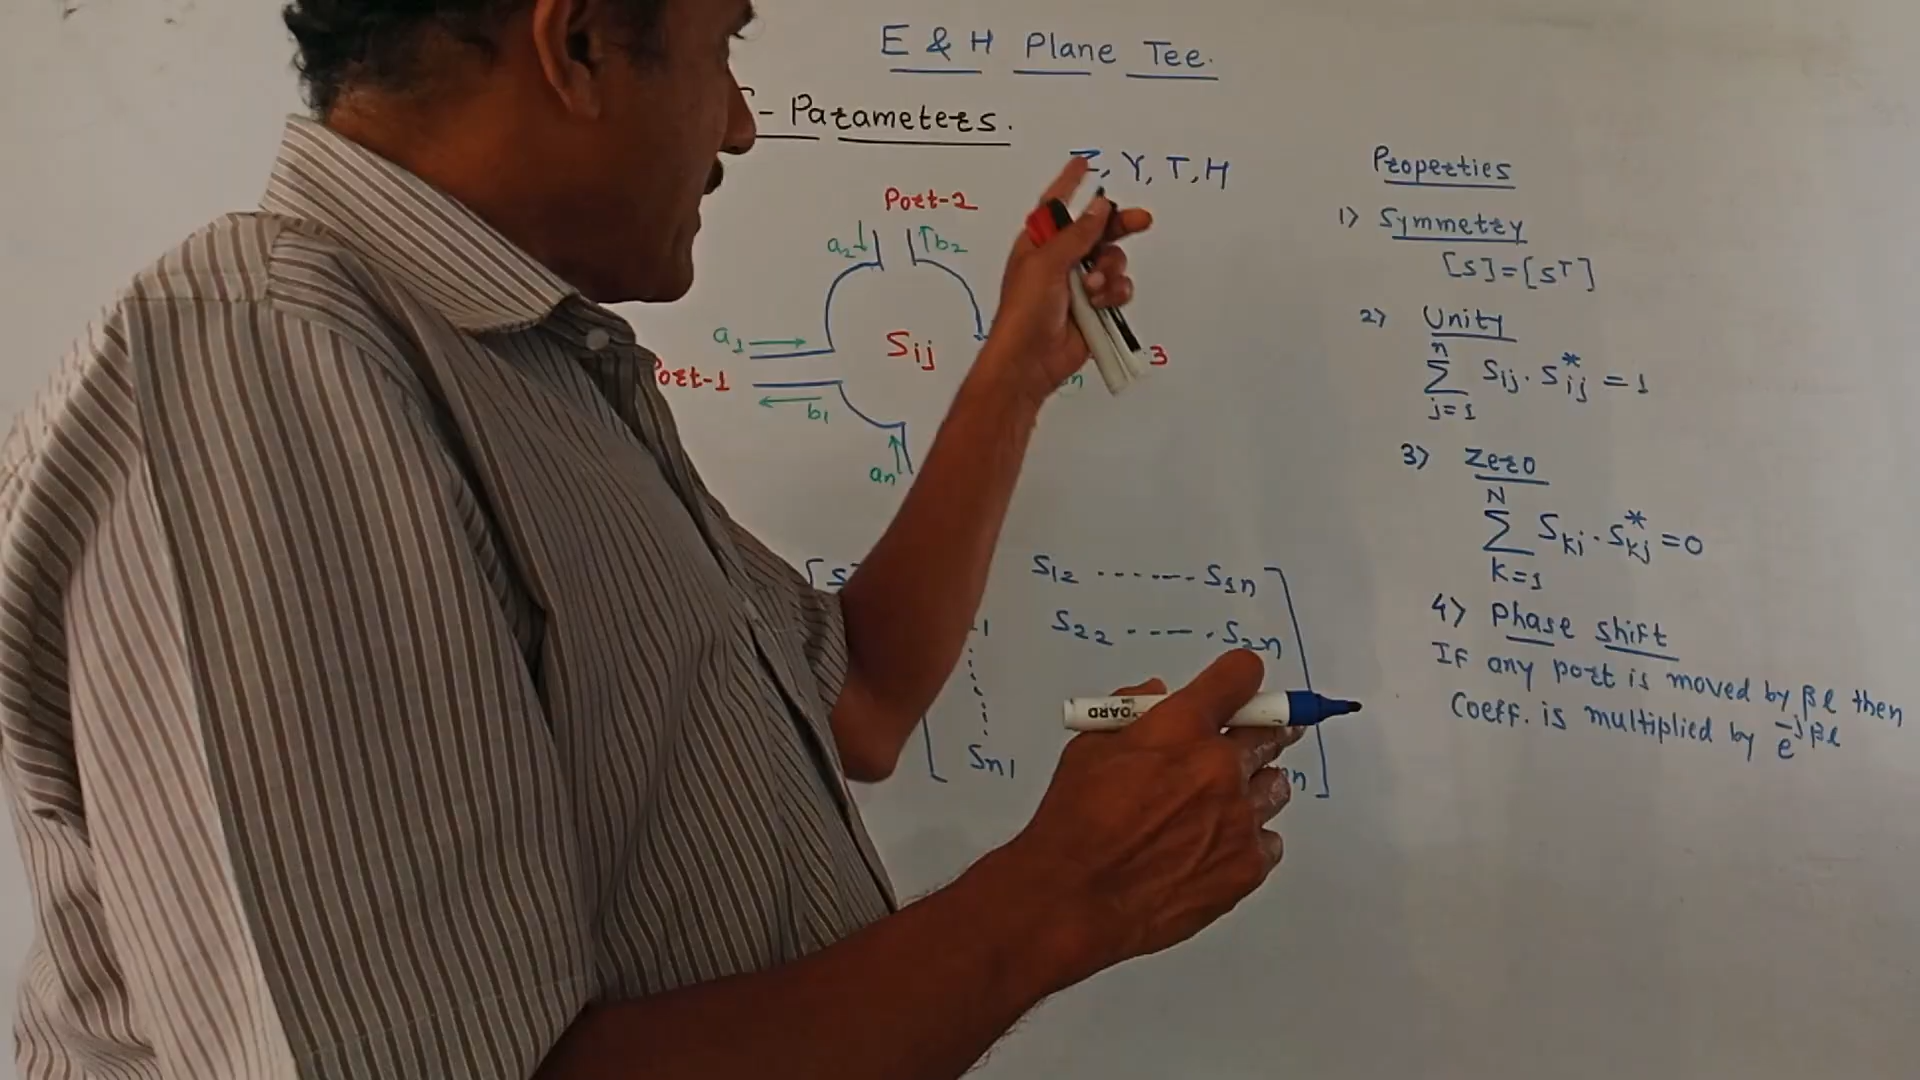 E & H Plane Tee.
- Parameters.
Z, Y, T, H
Port-2
a2 b2
a1
Sij
Port-1
3
b1
an
[S
S12 ------- S1n
S22 ------ S2n
Sn1
Properties
1) Symmetry
[S]=[S^T]
2) Unity
n
∑ Sij . S*ij = 1
j=1
3) Zero
N
∑ Ski . S*kj = 0
K=1
4) Phase shift
IF any port is moved by βl then
Coeff. is multiplied by e^-jβl
BOARD